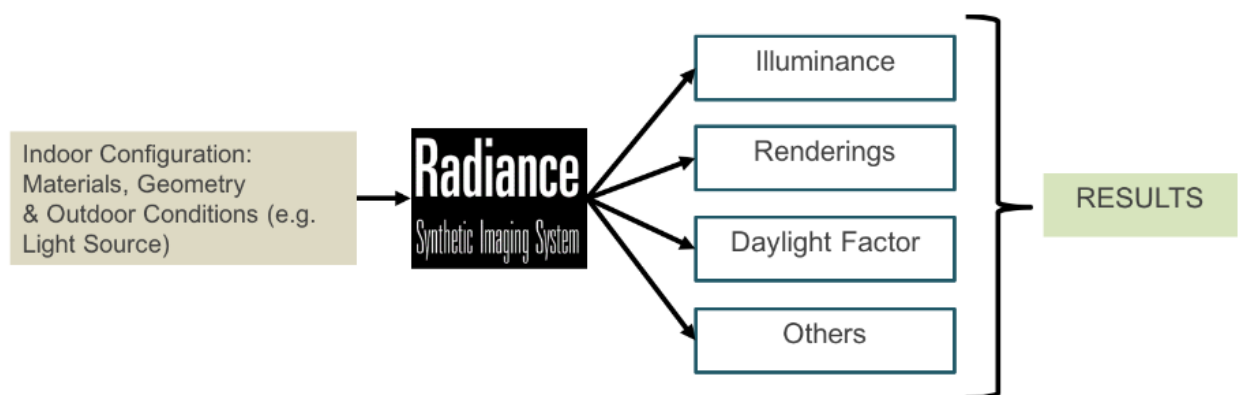 Indoor Configuration:
Materials, Geometry
& Outdoor Conditions (e.g.
Light Source)
Radiance
Synthetic Imaging System
Illuminance
Renderings
Daylight Factor
Others
RESULTS